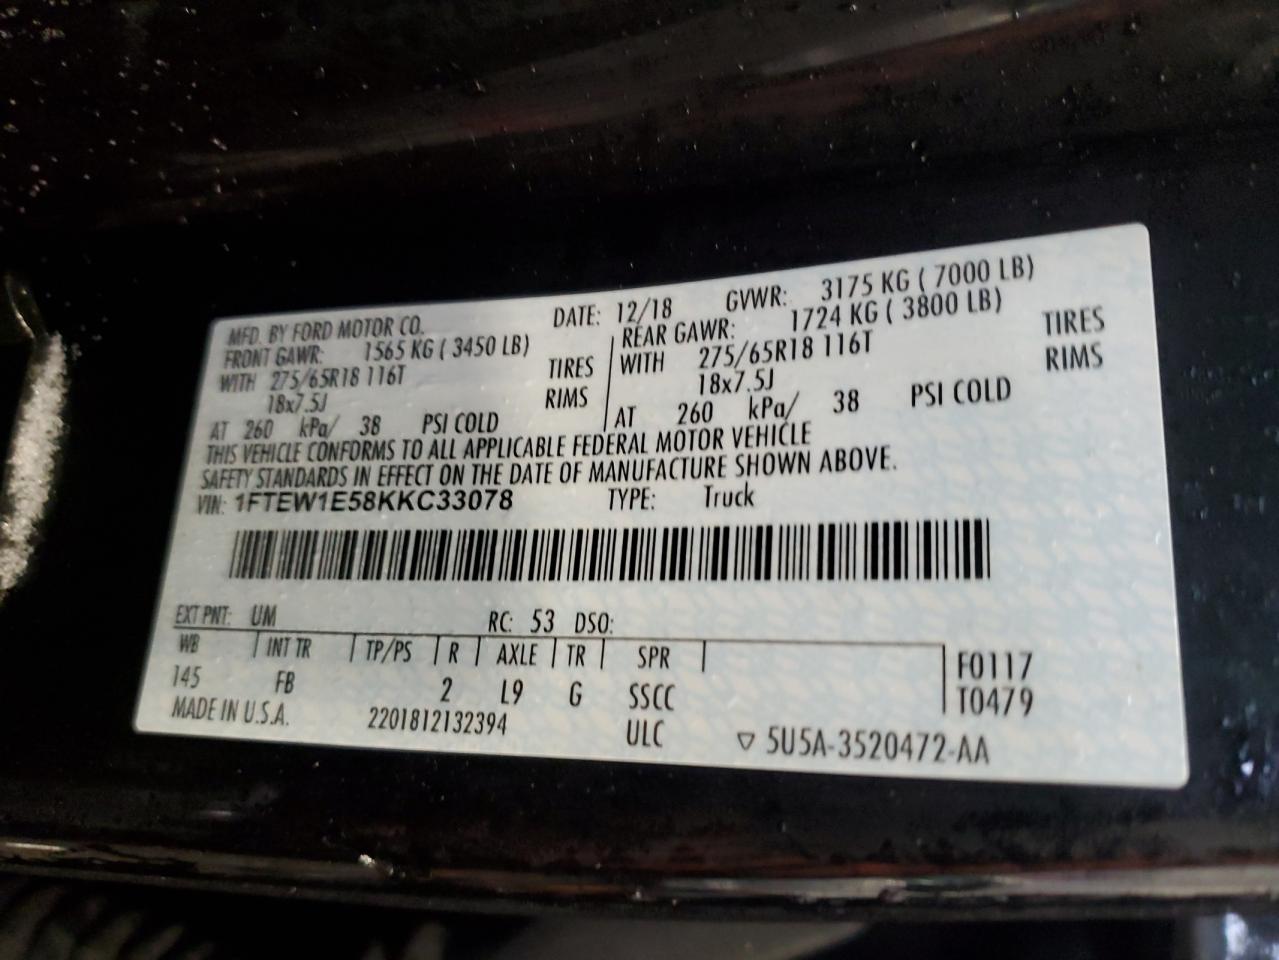 MFD. BY FORD MOTOR CO. DATE: 12/18 GVWR: 3175 KG ( 7000 LB)
FRONT GAWR: 1565 KG ( 3450 LB) REAR GAWR: 1724 KG ( 3800 LB)
WITH 275/65R18 116T TIRES WITH 275/65R18 116T TIRES
18x7.5J RIMS 18x7.5J RIMS
AT 260 kPa/ 38 PSI COLD AT 260 kPa/ 38 PSI COLD
THIS VEHICLE CONFORMS TO ALL APPLICABLE FEDERAL MOTOR VEHICLE
SAFETY STANDARDS IN EFFECT ON THE DATE OF MANUFACTURE SHOWN ABOVE.
VIN: 1FTEW1E58KKC33078 TYPE: Truck
EXT PNT: UM RC: 53 DSO:
WB INT TR TP/PS R AXLE TR SPR F0117
145 FB 2 L9 G SSCC T0479
MADE IN U.S.A. 2201812132394 ULC ▽ 5U5A-3520472-AA